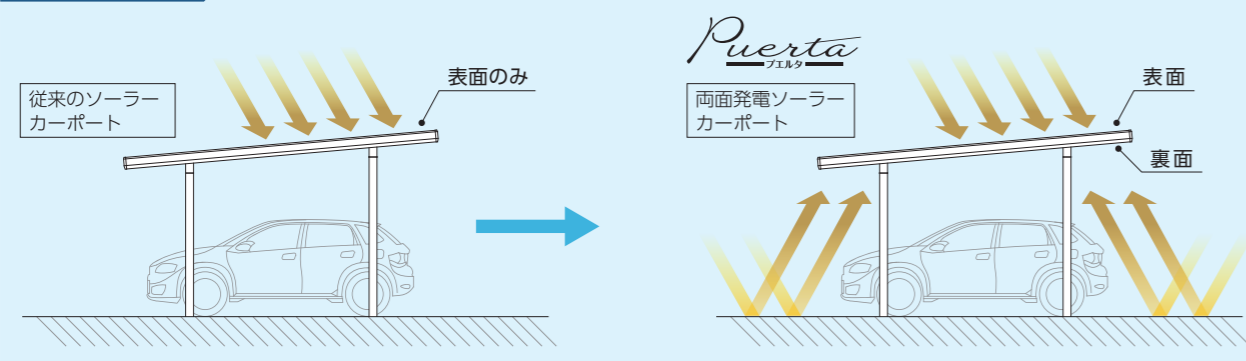 従来のソーラー
カーポート
表面のみ
Puerta
プエルタ
両面発電ソーラー
カーポート
表面
裏面